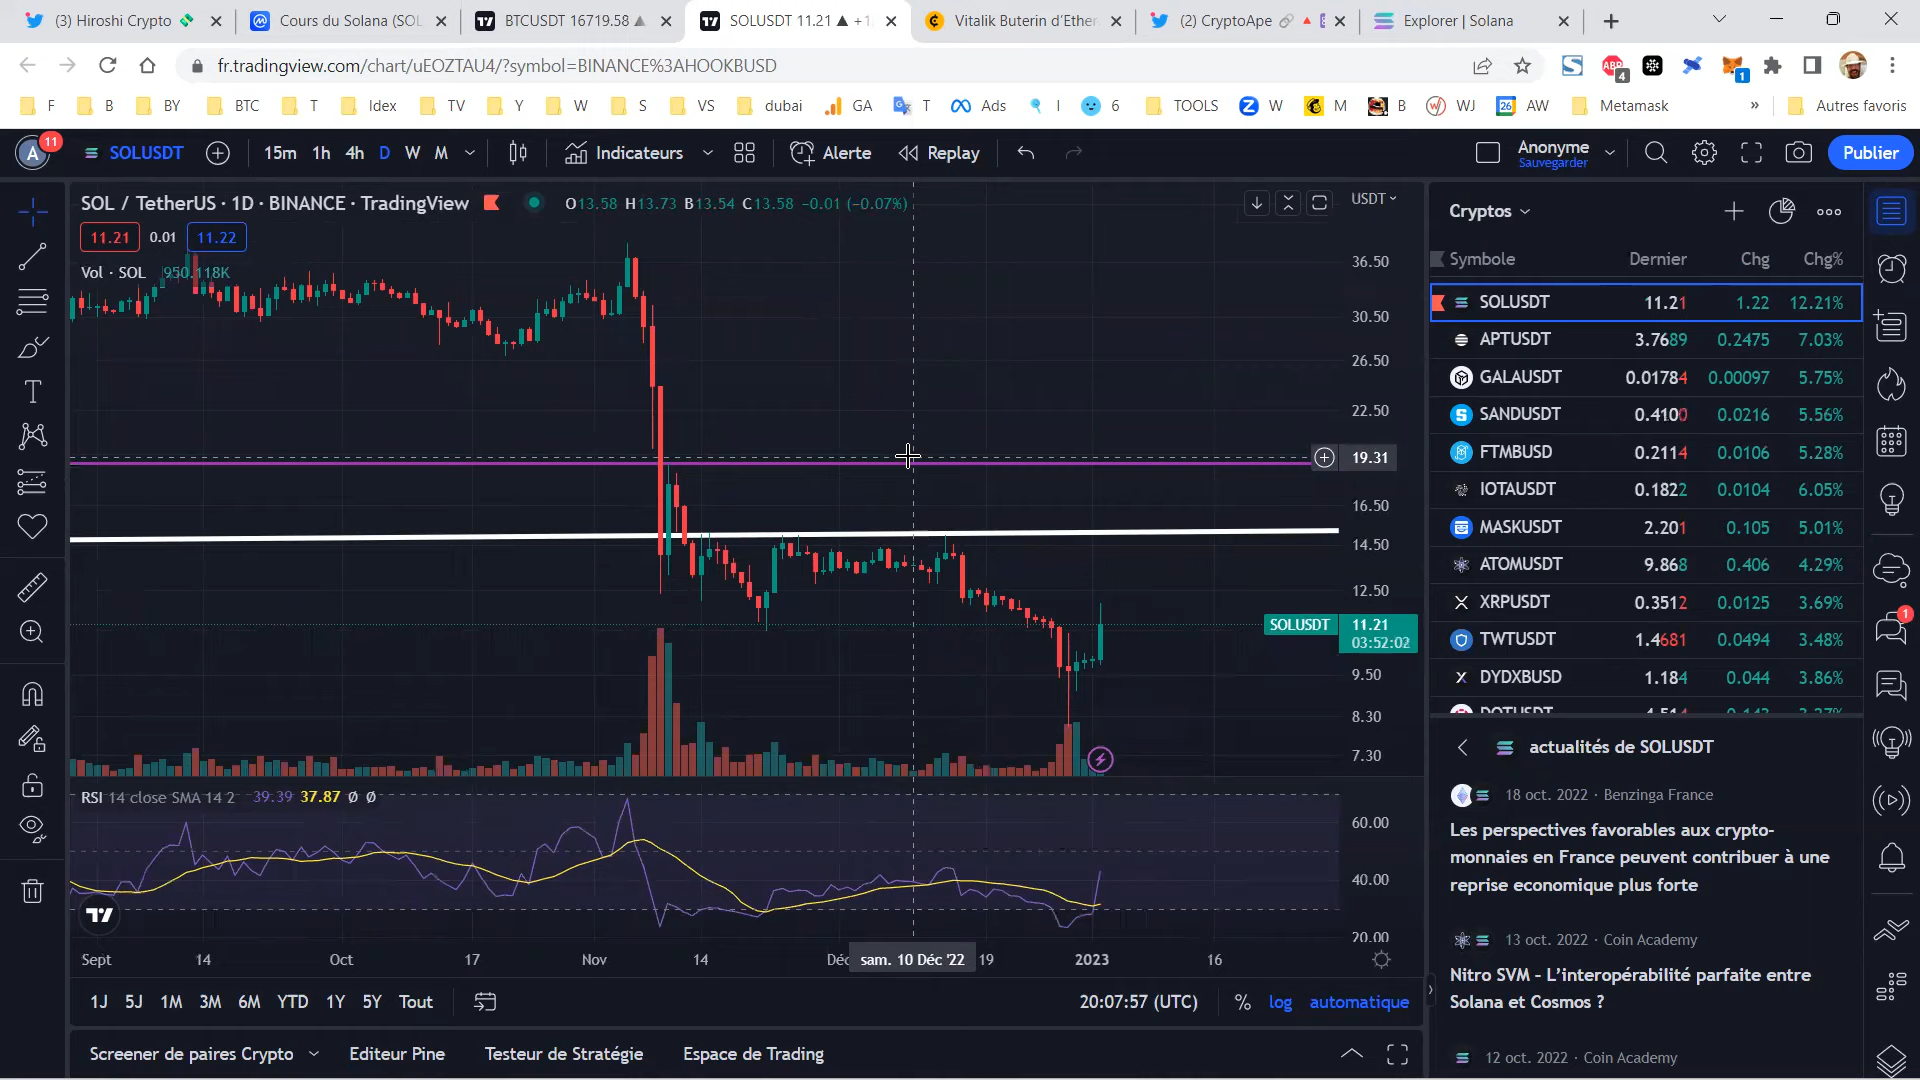 (3) Hiroshi Crypto
Cours du Solana (SOL
BTCUSDT 16719.58 ▲
SOLUSDT 11.21 ▲ +1
Vitalik Buterin d'Ether
(2) CryptoApe
Explorer | Solana
fr.tradingview.com/chart/uEOZTAU4/?symbol=BINANCE%3AHOOKBUSD
ABP 4
1
F B BY BTC T Idex TV Y W S VS dubai GA T Ads I 6 TOOLS W M B WJ 26 AW Metamask » Autres favoris
A 11 SOLUSDT 15m 1h 4h D W M Indicateurs Alerte Replay
Anonyme
Sauvegarder
Publier
SOL / TetherUS · 1D · BINANCE · TradingView
O13.58 H13.73 B13.54 C13.58 −0.01 (−0.07%)
11.21 0.01 11.22
Vol · SOL 950.118K
USDT
36.50
30.50
26.50
22.50
19.31
16.50
14.50
12.50
SOLUSDT 11.21
03:52:02
9.50
8.30
7.30
RSI 14 close SMA 14 2 39.39 37.87 Ø Ø
60.00
40.00
20.00
Sept 14 Oct 17 Nov 14 Déc sam. 10 Déc '22 19 2023 16
1J 5J 1M 3M 6M YTD 1Y 5Y Tout
20:07:57 (UTC) % log automatique
Screener de paires Crypto Editeur Pine Testeur de Stratégie Espace de Trading
Cryptos
Symbole Dernier Chg Chg%
SOLUSDT 11.21 1.22 12.21%
APTUSDT 3.7689 0.2475 7.03%
GALAUSDT 0.01784 0.00097 5.75%
SANDUSDT 0.4100 0.0216 5.56%
FTMBUSD 0.2114 0.0106 5.28%
IOTAUSDT 0.1822 0.0104 6.05%
MASKUSDT 2.201 0.105 5.01%
ATOMUSDT 9.868 0.406 4.29%
XRPUSDT 0.3512 0.0125 3.69%
TWTUSDT 1.4681 0.0494 3.48%
DYDXBUSD 1.184 0.044 3.86%
DOTUSDT 4.514 0.143 3.27%
actualités de SOLUSDT
18 oct. 2022 · Benzinga France
Les perspectives favorables aux crypto-
monnaies en France peuvent contribuer à une
reprise economique plus forte
13 oct. 2022 · Coin Academy
Nitro SVM - L'interopérabilité parfaite entre
Solana et Cosmos ?
12 oct. 2022 · Coin Academy
1